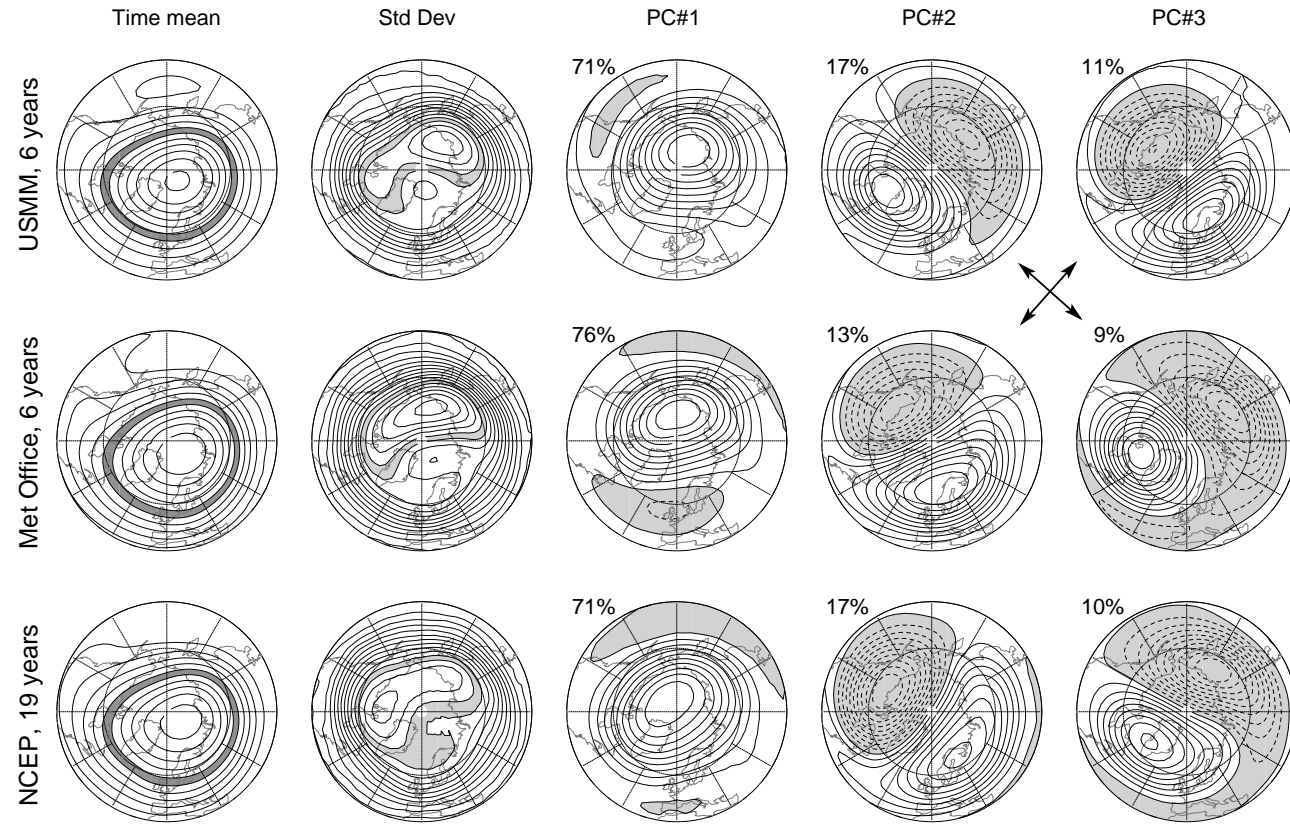 Time mean Std Dev PC#1 PC#2 PC#3
USMM, 6 years
71% 17% 11%
Met Office, 6 years
76% 13% 9%
NCEP, 19 years
71% 17% 10%